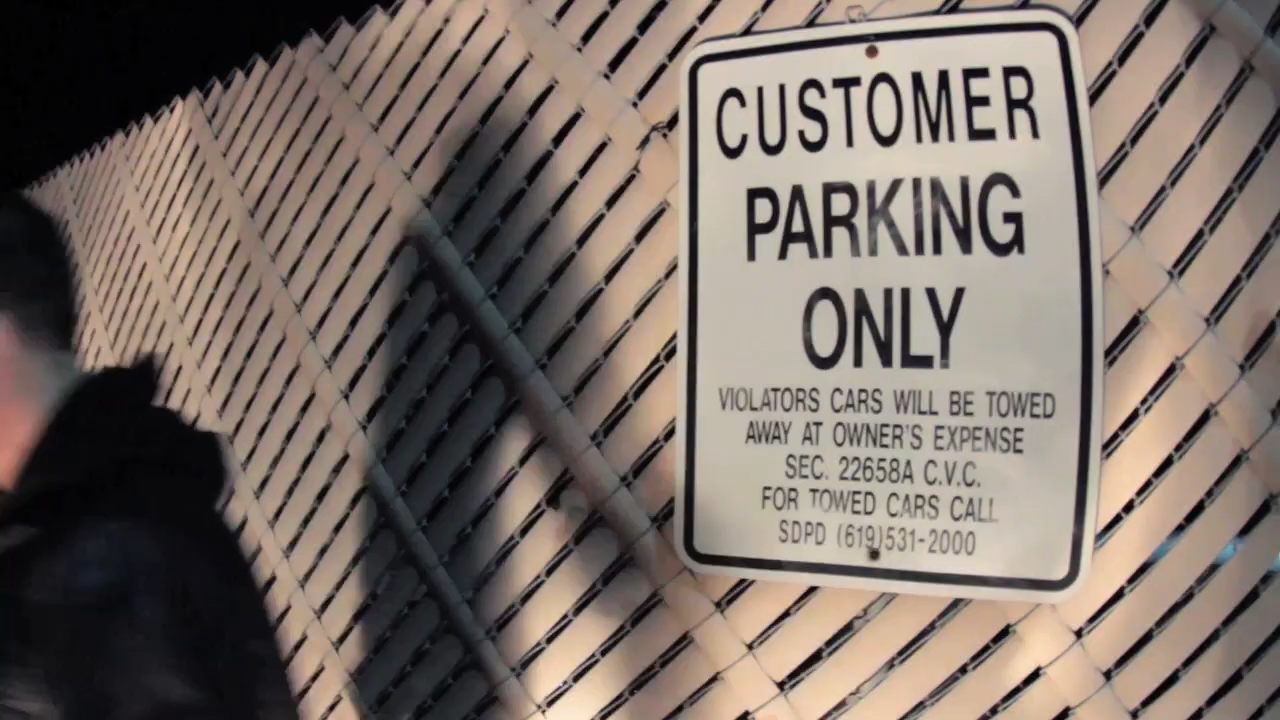 CUSTOMER
PARKING
ONLY
VIOLATORS CARS WILL BE TOWED
AWAY AT OWNER'S EXPENSE
SEC. 22658A C.V.C.
FOR TOWED CARS CALL
SDPD (619)531-2000